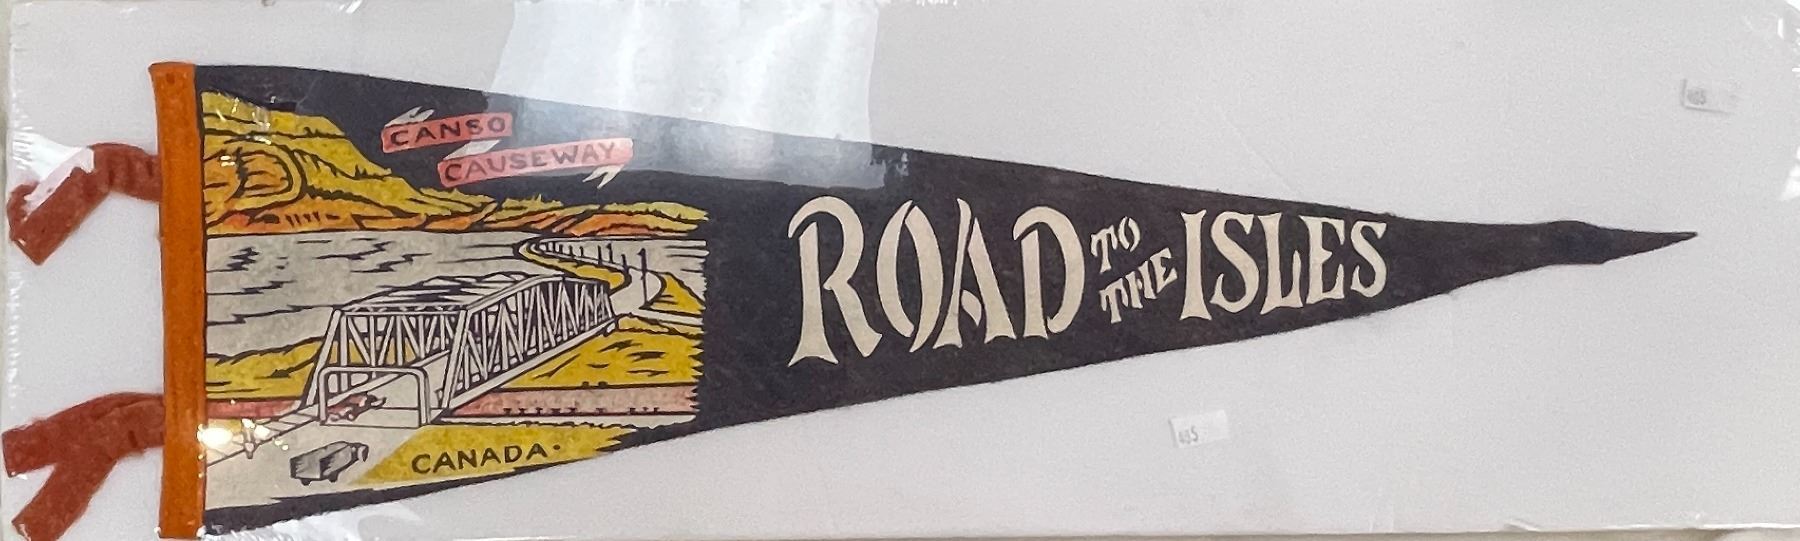 CANSO
CAUSEWAY
ROAD TO THE ISLES
CANADA.